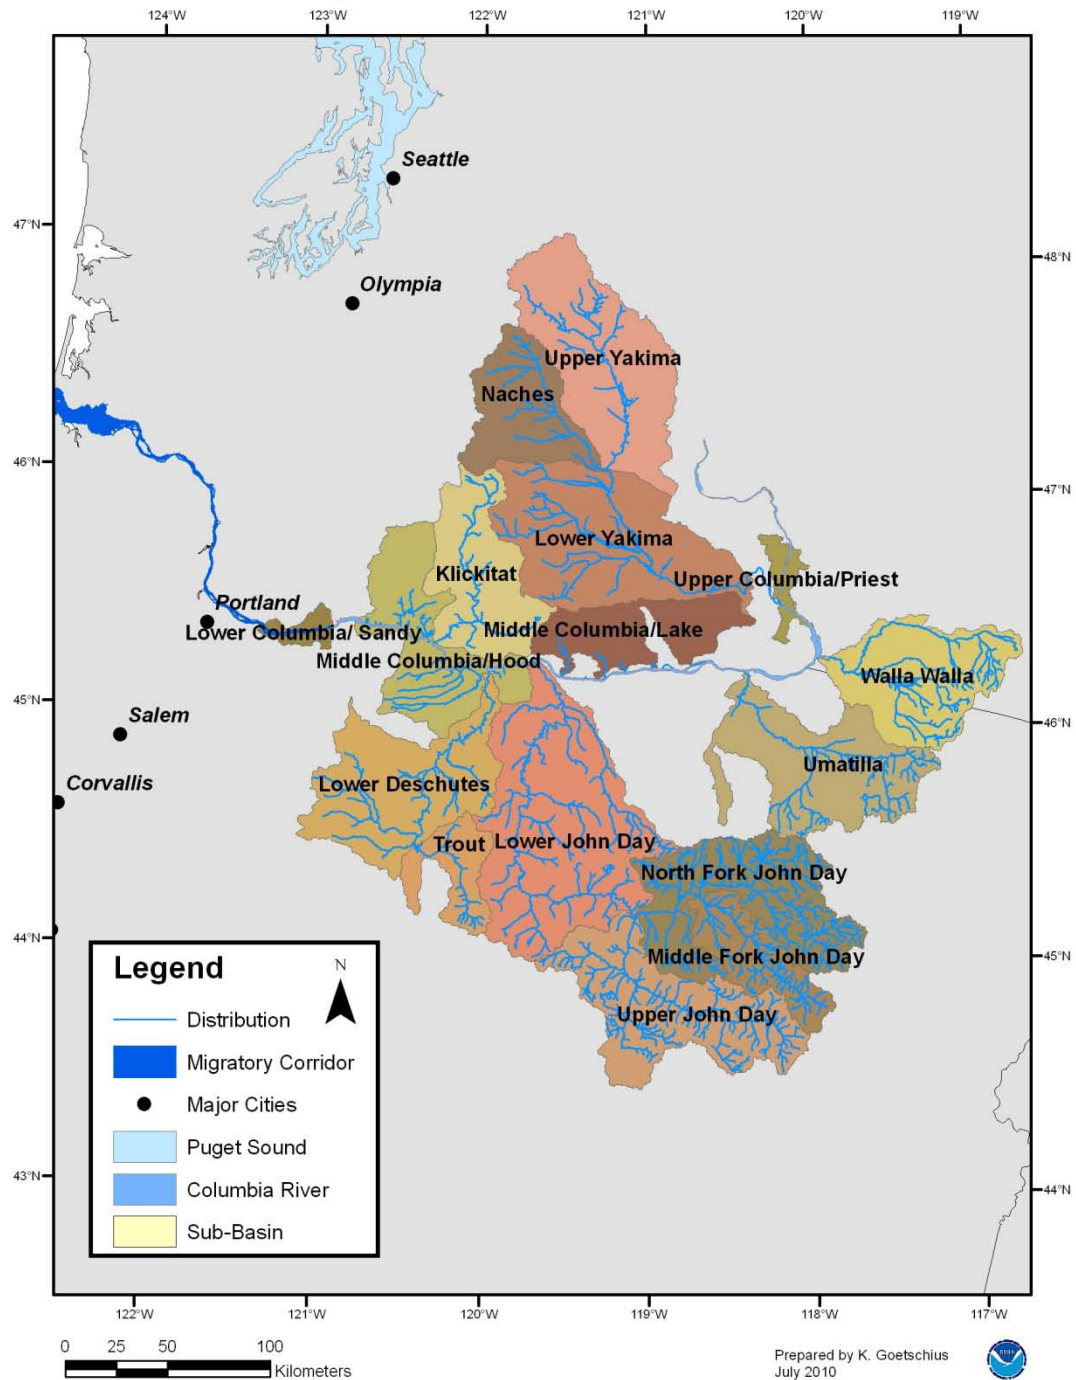 124°W 123°W 122°W 121°W 120°W 119°W
Seattle
47°N
48°N
Olympia
Upper Yakima
Naches
46°N
47°N
Lower Yakima
Klickitat
Upper Columbia/Priest
Portland
Lower Columbia/ Sandy
Middle Columbia/Lake
Middle Columbia/Hood
Walla Walla
45°N
46°N
Salem
Umatilla
Corvallis
Lower Deschutes
Trout
Lower John Day
North Fork John Day
44°N
45°N
Middle Fork John Day
Upper John Day
Legend
N
Distribution
Migratory Corridor
Major Cities
Puget Sound
Columbia River
Sub-Basin
43°N
44°N
122°W 121°W 120°W 119°W 118°W 117°W
0 25 50 100
Kilometers
Prepared by K. Goetschius
July 2010